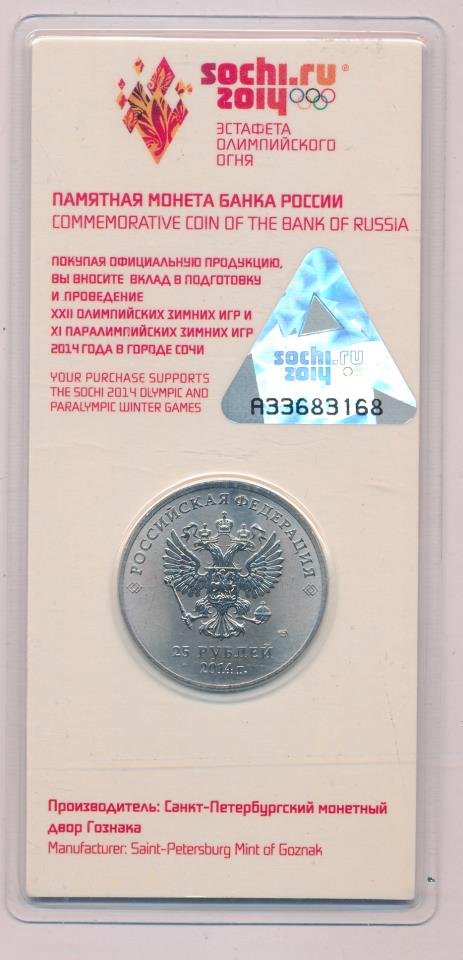 sochi.ru
2014
ЭСТАФЕТА
ОЛИМПИЙСКОГО
ОГНЯ
ПАМЯТНАЯ МОНЕТА БАНКА РОССИИ
COMMEMORATIVE COIN OF THE BANK OF RUSSIA
ПОКУПАЯ ОФИЦИАЛЬНУЮ ПРОДУКЦИЮ,
ВЫ ВНОСИТЕ ВКЛАД В ПОДГОТОВКУ
И ПРОВЕДЕНИЕ
XXII ОЛИМПИЙСКИХ ЗИМНИХ ИГР И
XI ПАРАЛИМПИЙСКИХ ЗИМНИХ ИГР
2014 ГОДА В ГОРОДЕ СОЧИ
YOUR PURCHASE SUPPORTS
THE SOCHI 2014 OLYMPIC AND
PARALYMPIC WINTER GAMES
sochi.ru
2014
A33683168
РОССИЙСКАЯ ФЕДЕРАЦИЯ
25 РУБЛЕЙ
2014 г.
Производитель: Санкт-Петербургский монетный
двор Гознака
Manufacturer: Saint-Petersburg Mint of Goznak